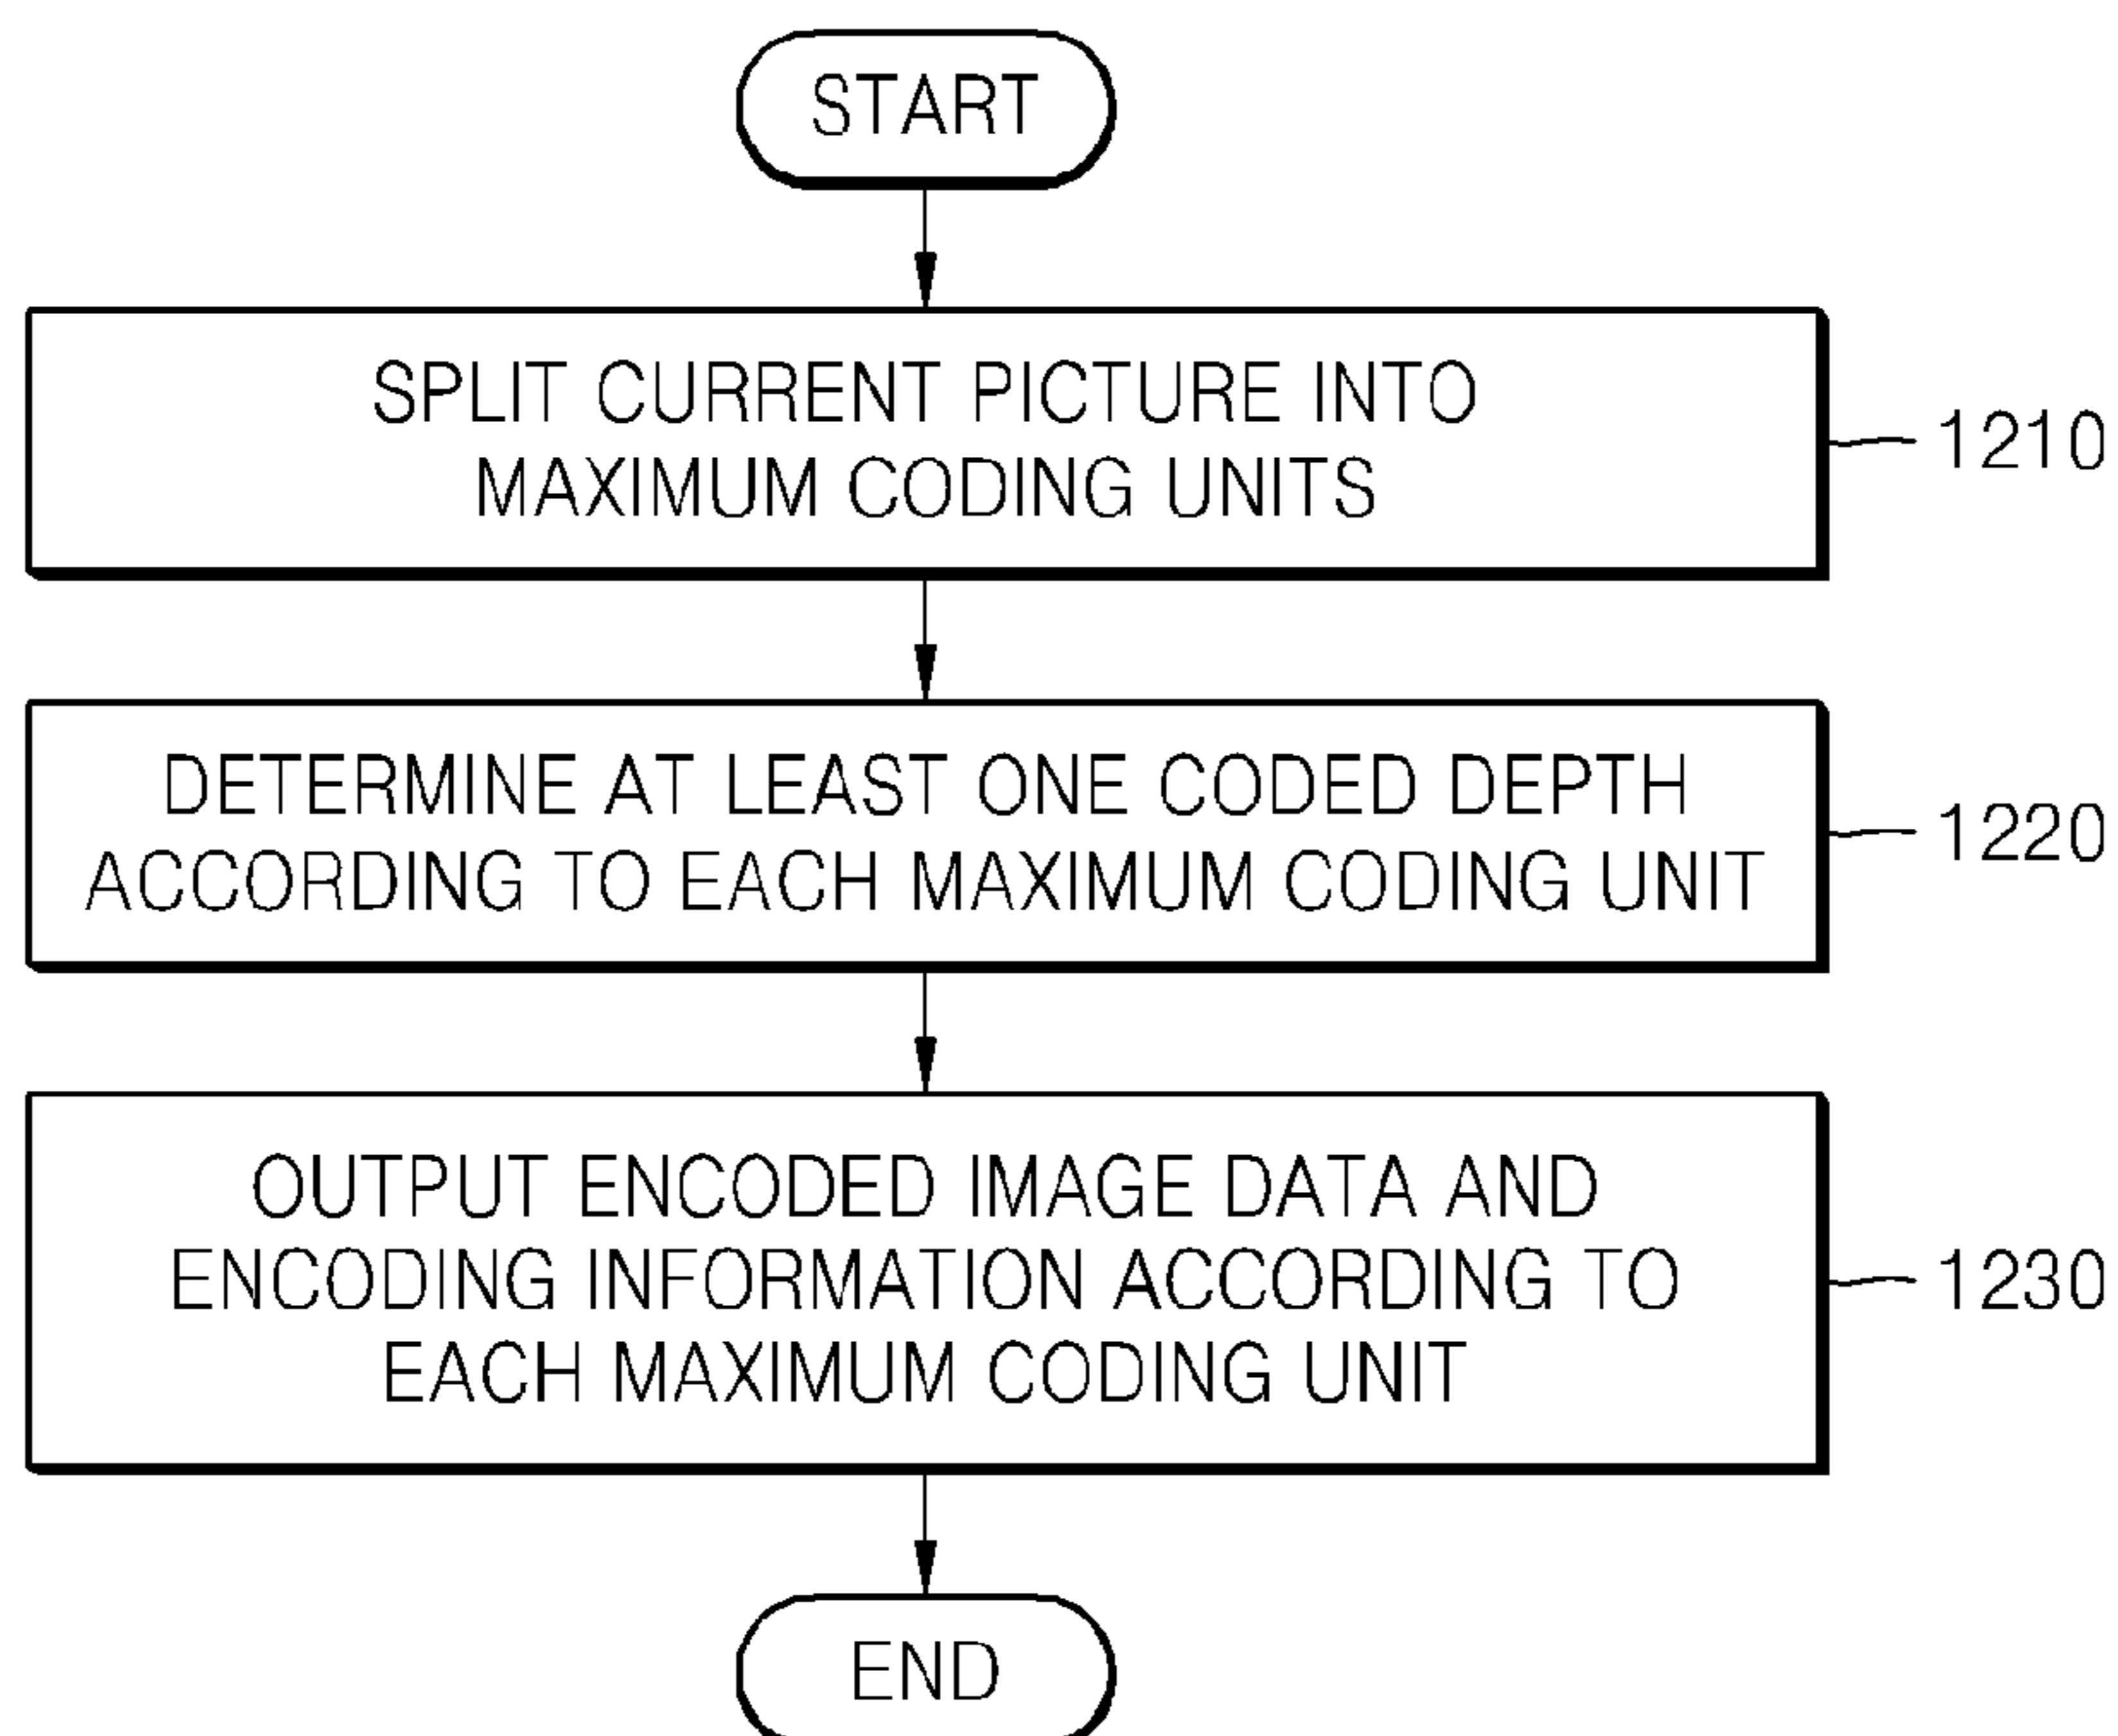 START
SPLIT CURRENT PICTURE INTO
MAXIMUM CODING UNITS
1210
DETERMINE AT LEAST ONE CODED DEPTH
ACCORDING TO EACH MAXIMUM CODING UNIT
1220
OUTPUT ENCODED IMAGE DATA AND
ENCODING INFORMATION ACCORDING TO
EACH MAXIMUM CODING UNIT
1230
END